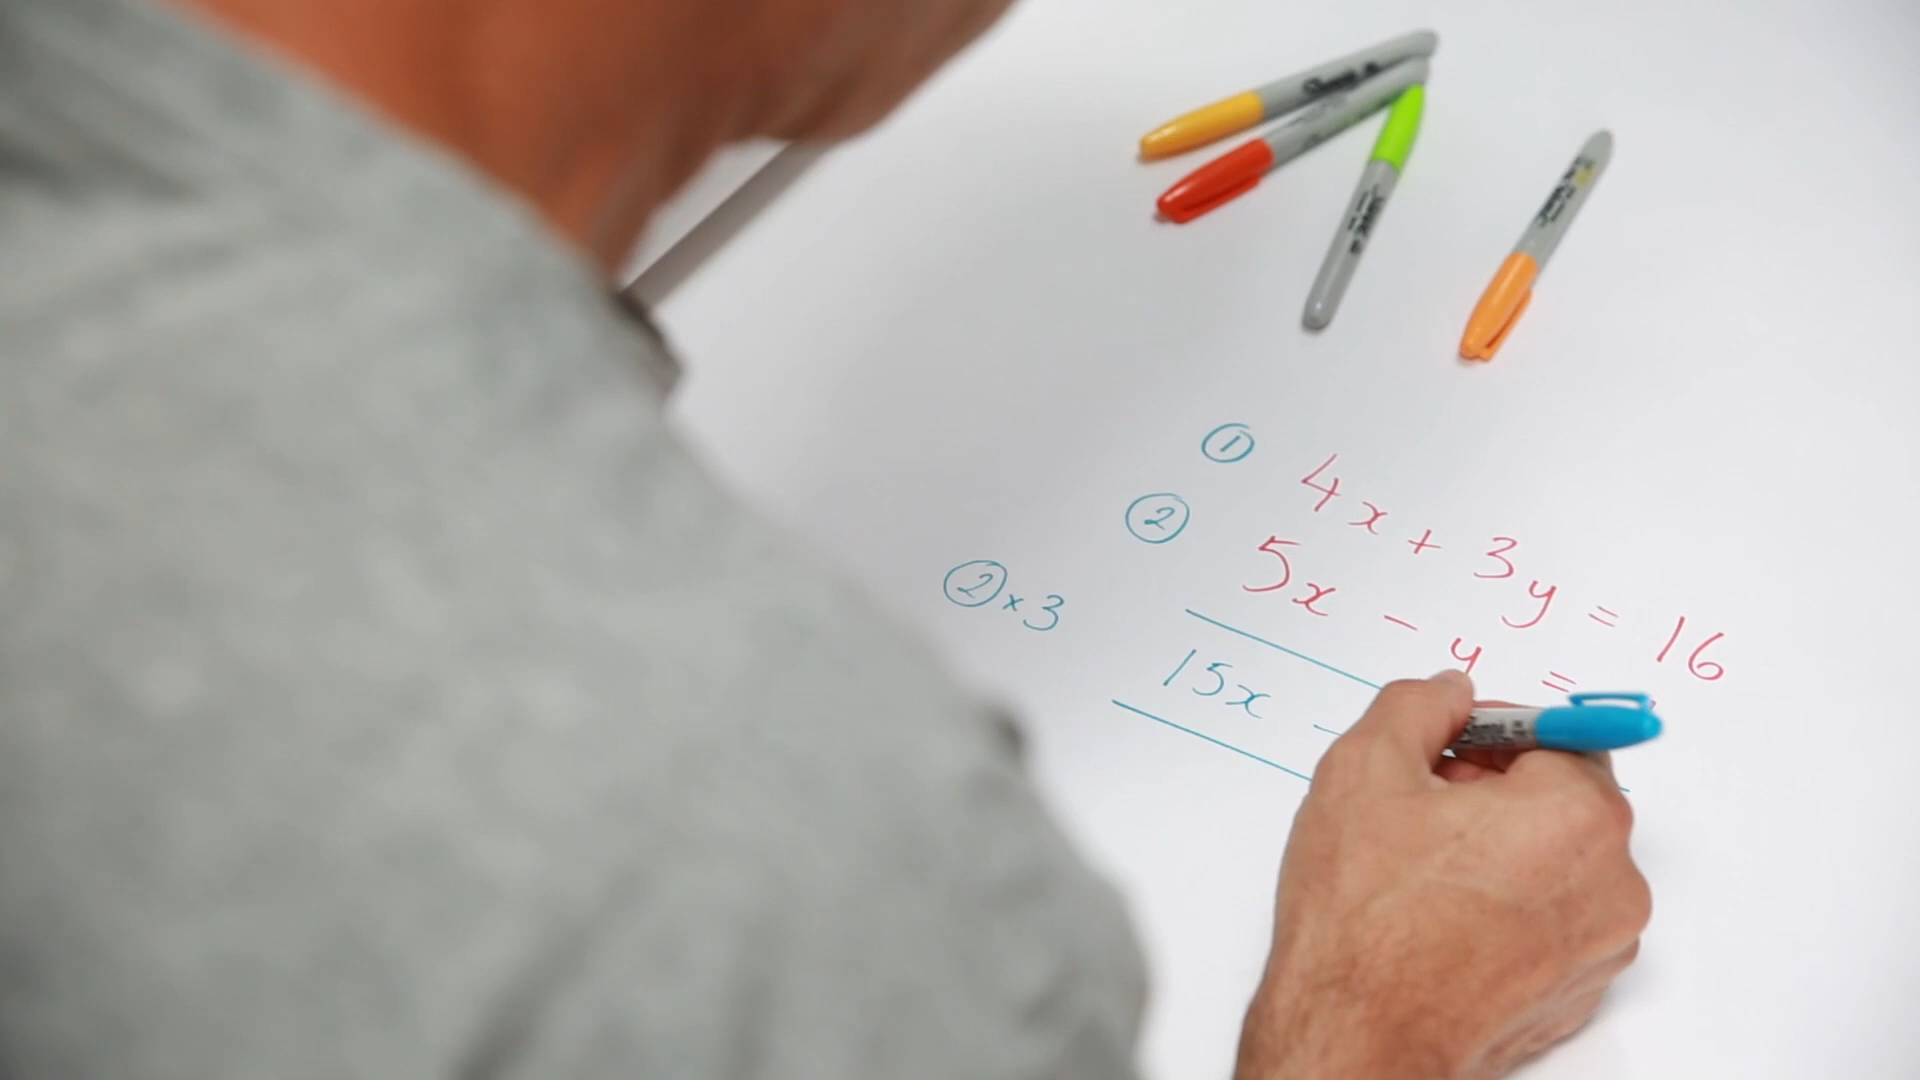 ① 4x + 3y = 16
② 5x - y =
②×3 15x -